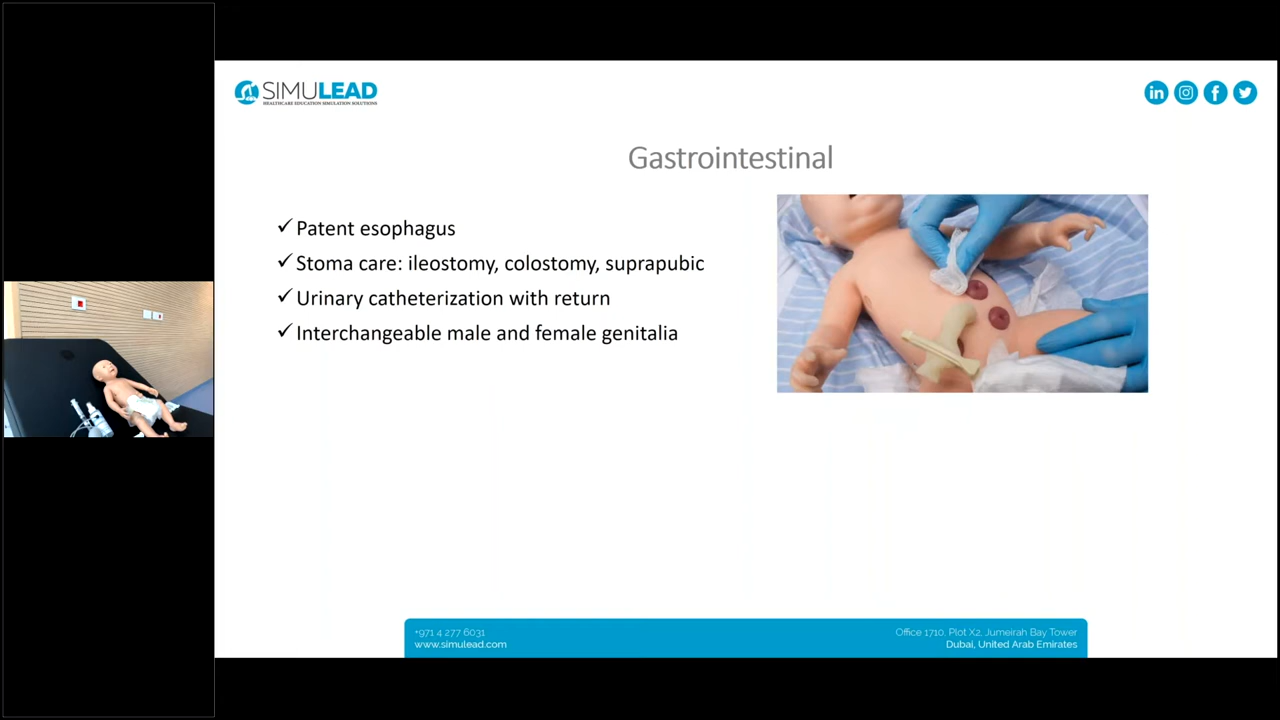 SIMULEAD
HEALTHCARE EDUCATION SIMULATION SOLUTIONS
Gastrointestinal
✓Patent esophagus
✓Stoma care: ileostomy, colostomy, suprapubic
✓Urinary catheterization with return
✓Interchangeable male and female genitalia
+971 4 277 6031
www.simulead.com
Office 1710, Plot X2, Jumeirah Bay Tower
Dubai, United Arab Emirates